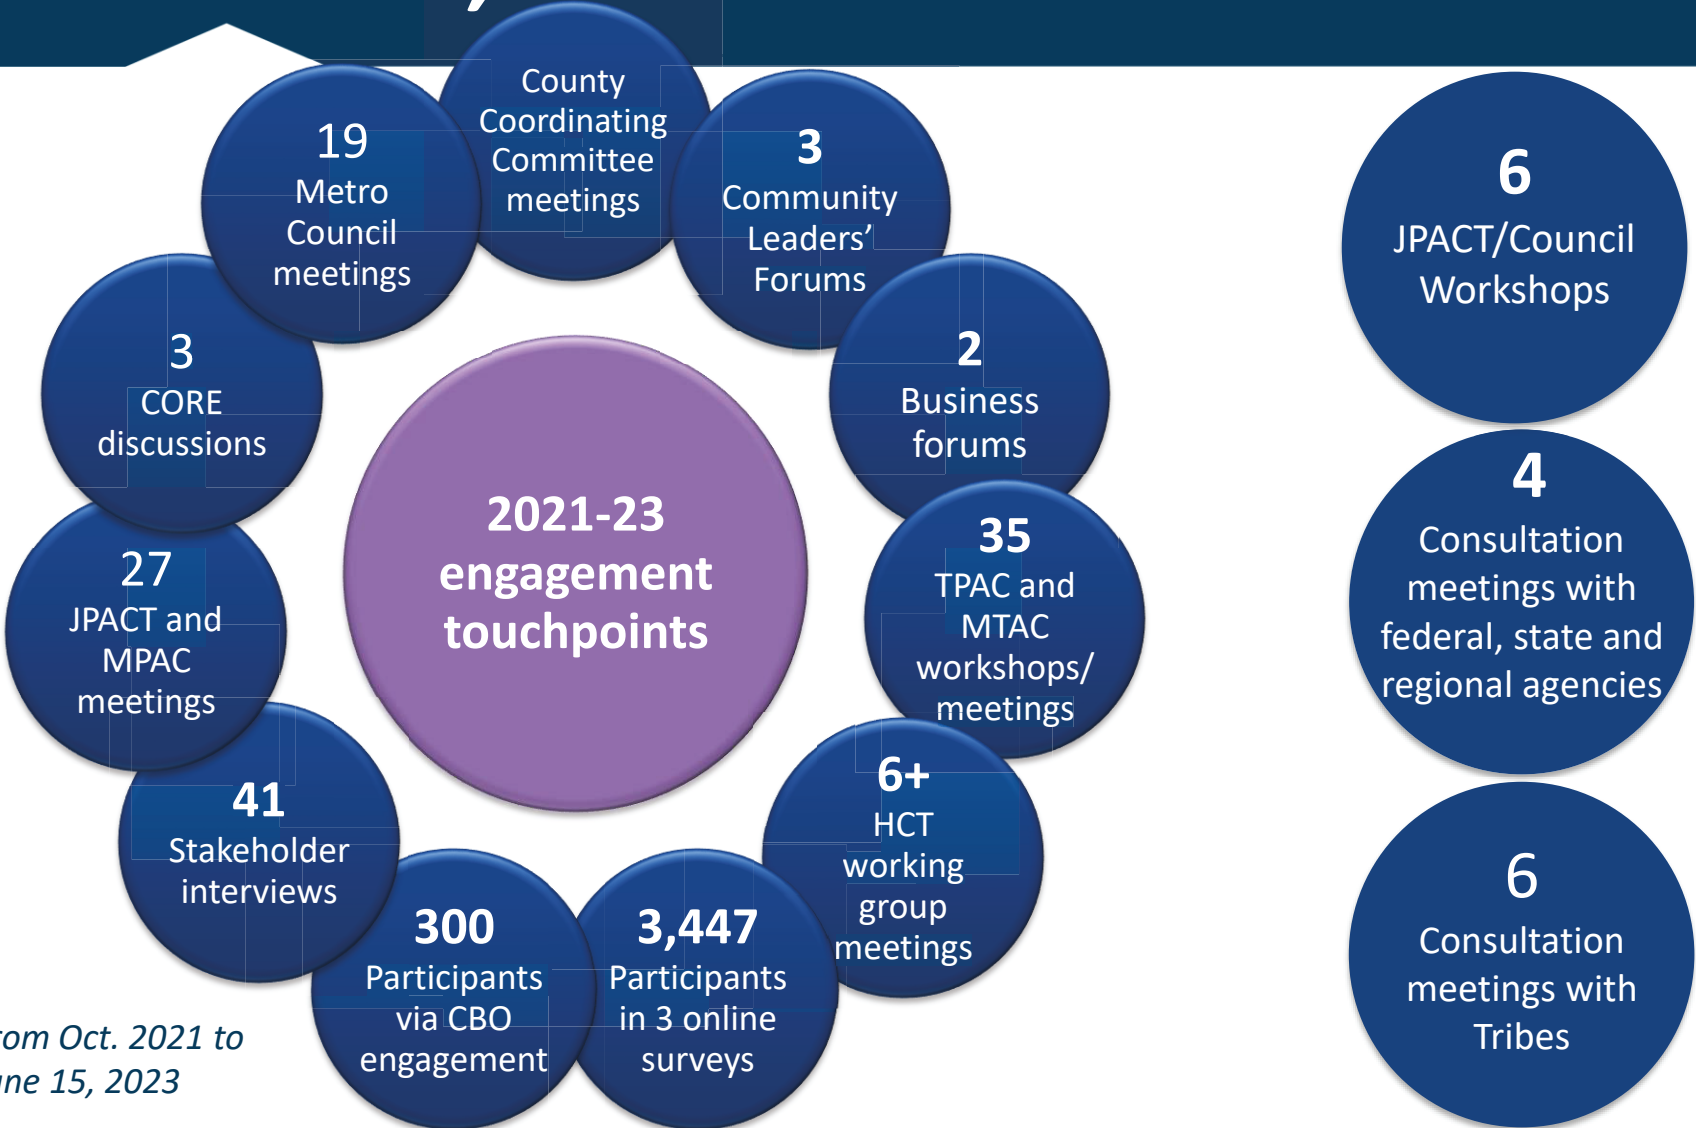 County
Coordinating
Committee
meetings
3
Community
Leaders’
Forums
2
Business
forums
35
TPAC and
MTAC
workshops/
meetings
6+
HCT
working
group
meetings
3,447
Participants
in 3 online
surveys
300
Participants
via CBO
engagement
41
Stakeholder
interviews
27
JPACT and
MPAC
meetings
3
CORE
discussions
19
Metro
Council
meetings
2021-23
engagement
touchpoints
6
JPACT/Council
Workshops
4
Consultation
meetings with
federal, state and
regional agencies
6
Consultation
meetings with
Tribes
Oct. 2021 to
15, 2023